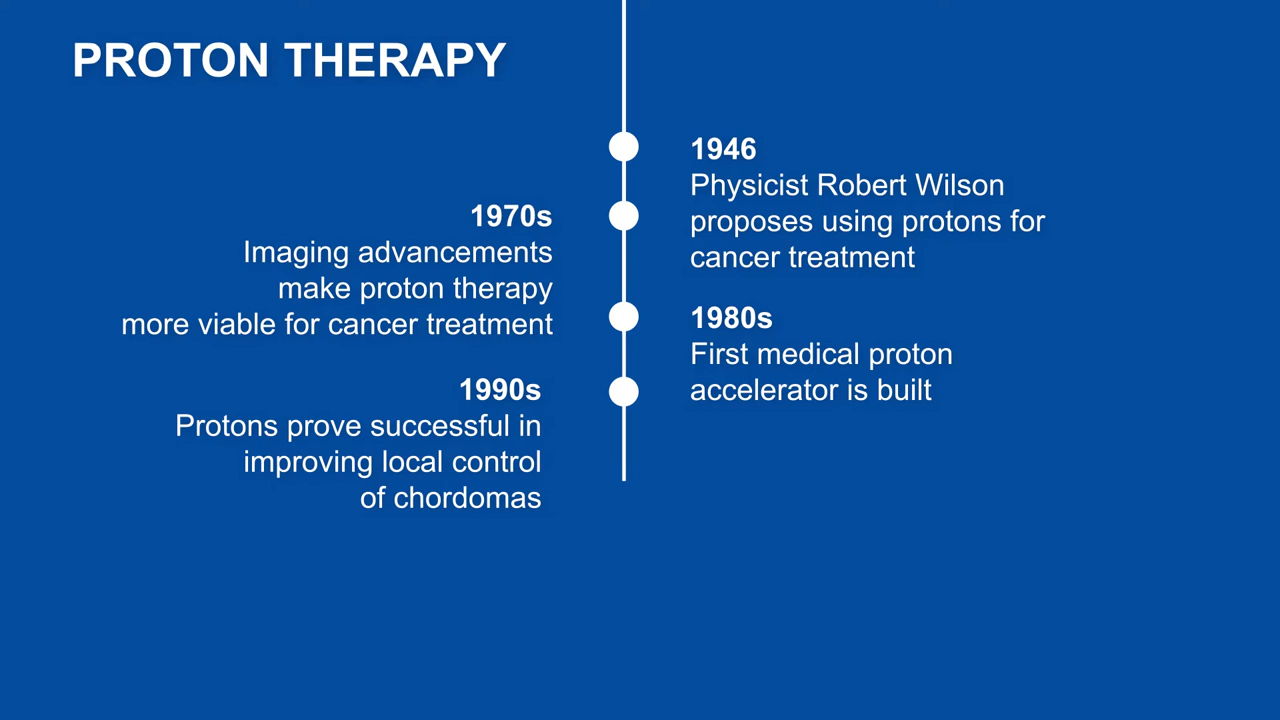 PROTON THERAPY
1946
Physicist Robert Wilson
proposes using protons for
cancer treatment
1970s
Imaging advancements
make proton therapy
more viable for cancer treatment
1980s
First medical proton
accelerator is built
1990s
Protons prove successful in
improving local control
of chordomas